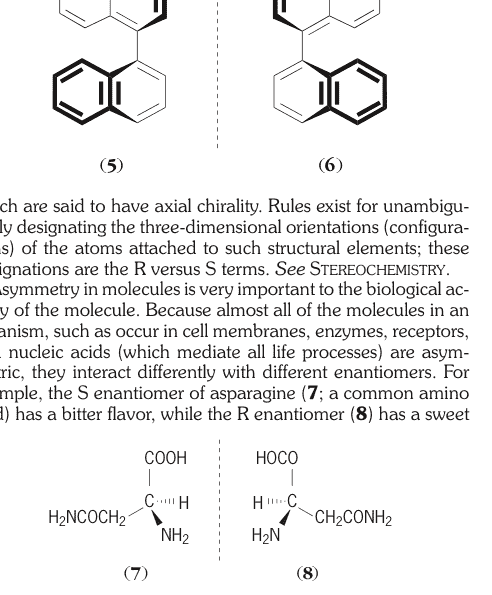 (5) (6)
ch are said to have axial chirality. Rules exist for unambigu-
ly designating the three-dimensional orientations (configura-
s) of the atoms attached to such structural elements; these
ignations are the R versus S terms. See STEREOCHEMISTRY.
Asymmetry in molecules is very important to the biological ac-
y of the molecule. Because almost all of the molecules in an
anism, such as occur in cell membranes, enzymes, receptors,
nucleic acids (which mediate all life processes) are asym-
tric, they interact differently with different enantiomers. For
mple, the S enantiomer of asparagine (7; a common amino
d) has a bitter flavor, while the R enantiomer (8) has a sweet
COOH HOCO
C H H C
H2NCOCH2 CH2CONH2
NH2 H2N
(7) (8)